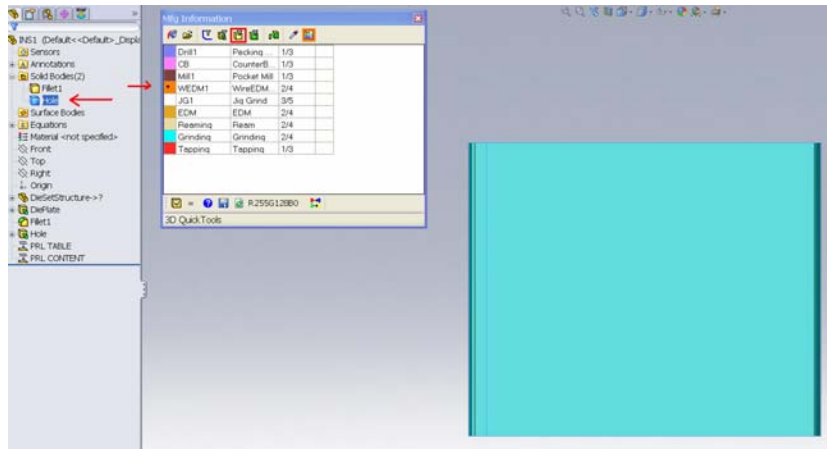 INS1 (Default<<Default>_Displa
Sensors
Annotations
Solid Bodies(2)
Fillet1
Hole
Surface Bodies
Equations
Material <not specified>
Front
Top
Right
Origin
DieSetStructure->?
DiePlate
Fillet1
Hole
PRL TABLE
PRL CONTENT
Mfg Information
Drill1 Pecking ... 1/3
CB CounterB... 1/3
Mill1 Pocket Mill 1/3
WEDM1 WireEDM... 2/4
JG1 Jig Grind 3/5
EDM EDM 2/4
Reaming Ream 2/4
Grinding Grinding 2/4
Tapping Tapping 1/3
R255G128B0
3D QuickTools